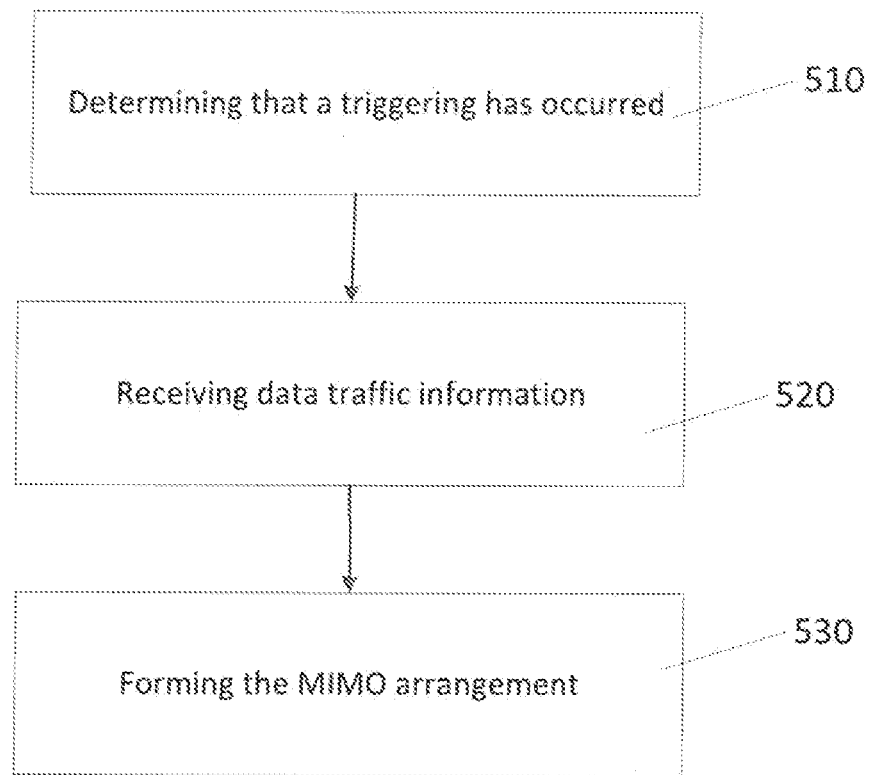 Determining that a triggering has occurred
510
Receiving data traffic information
520
Forming the MIMO arrangement
530